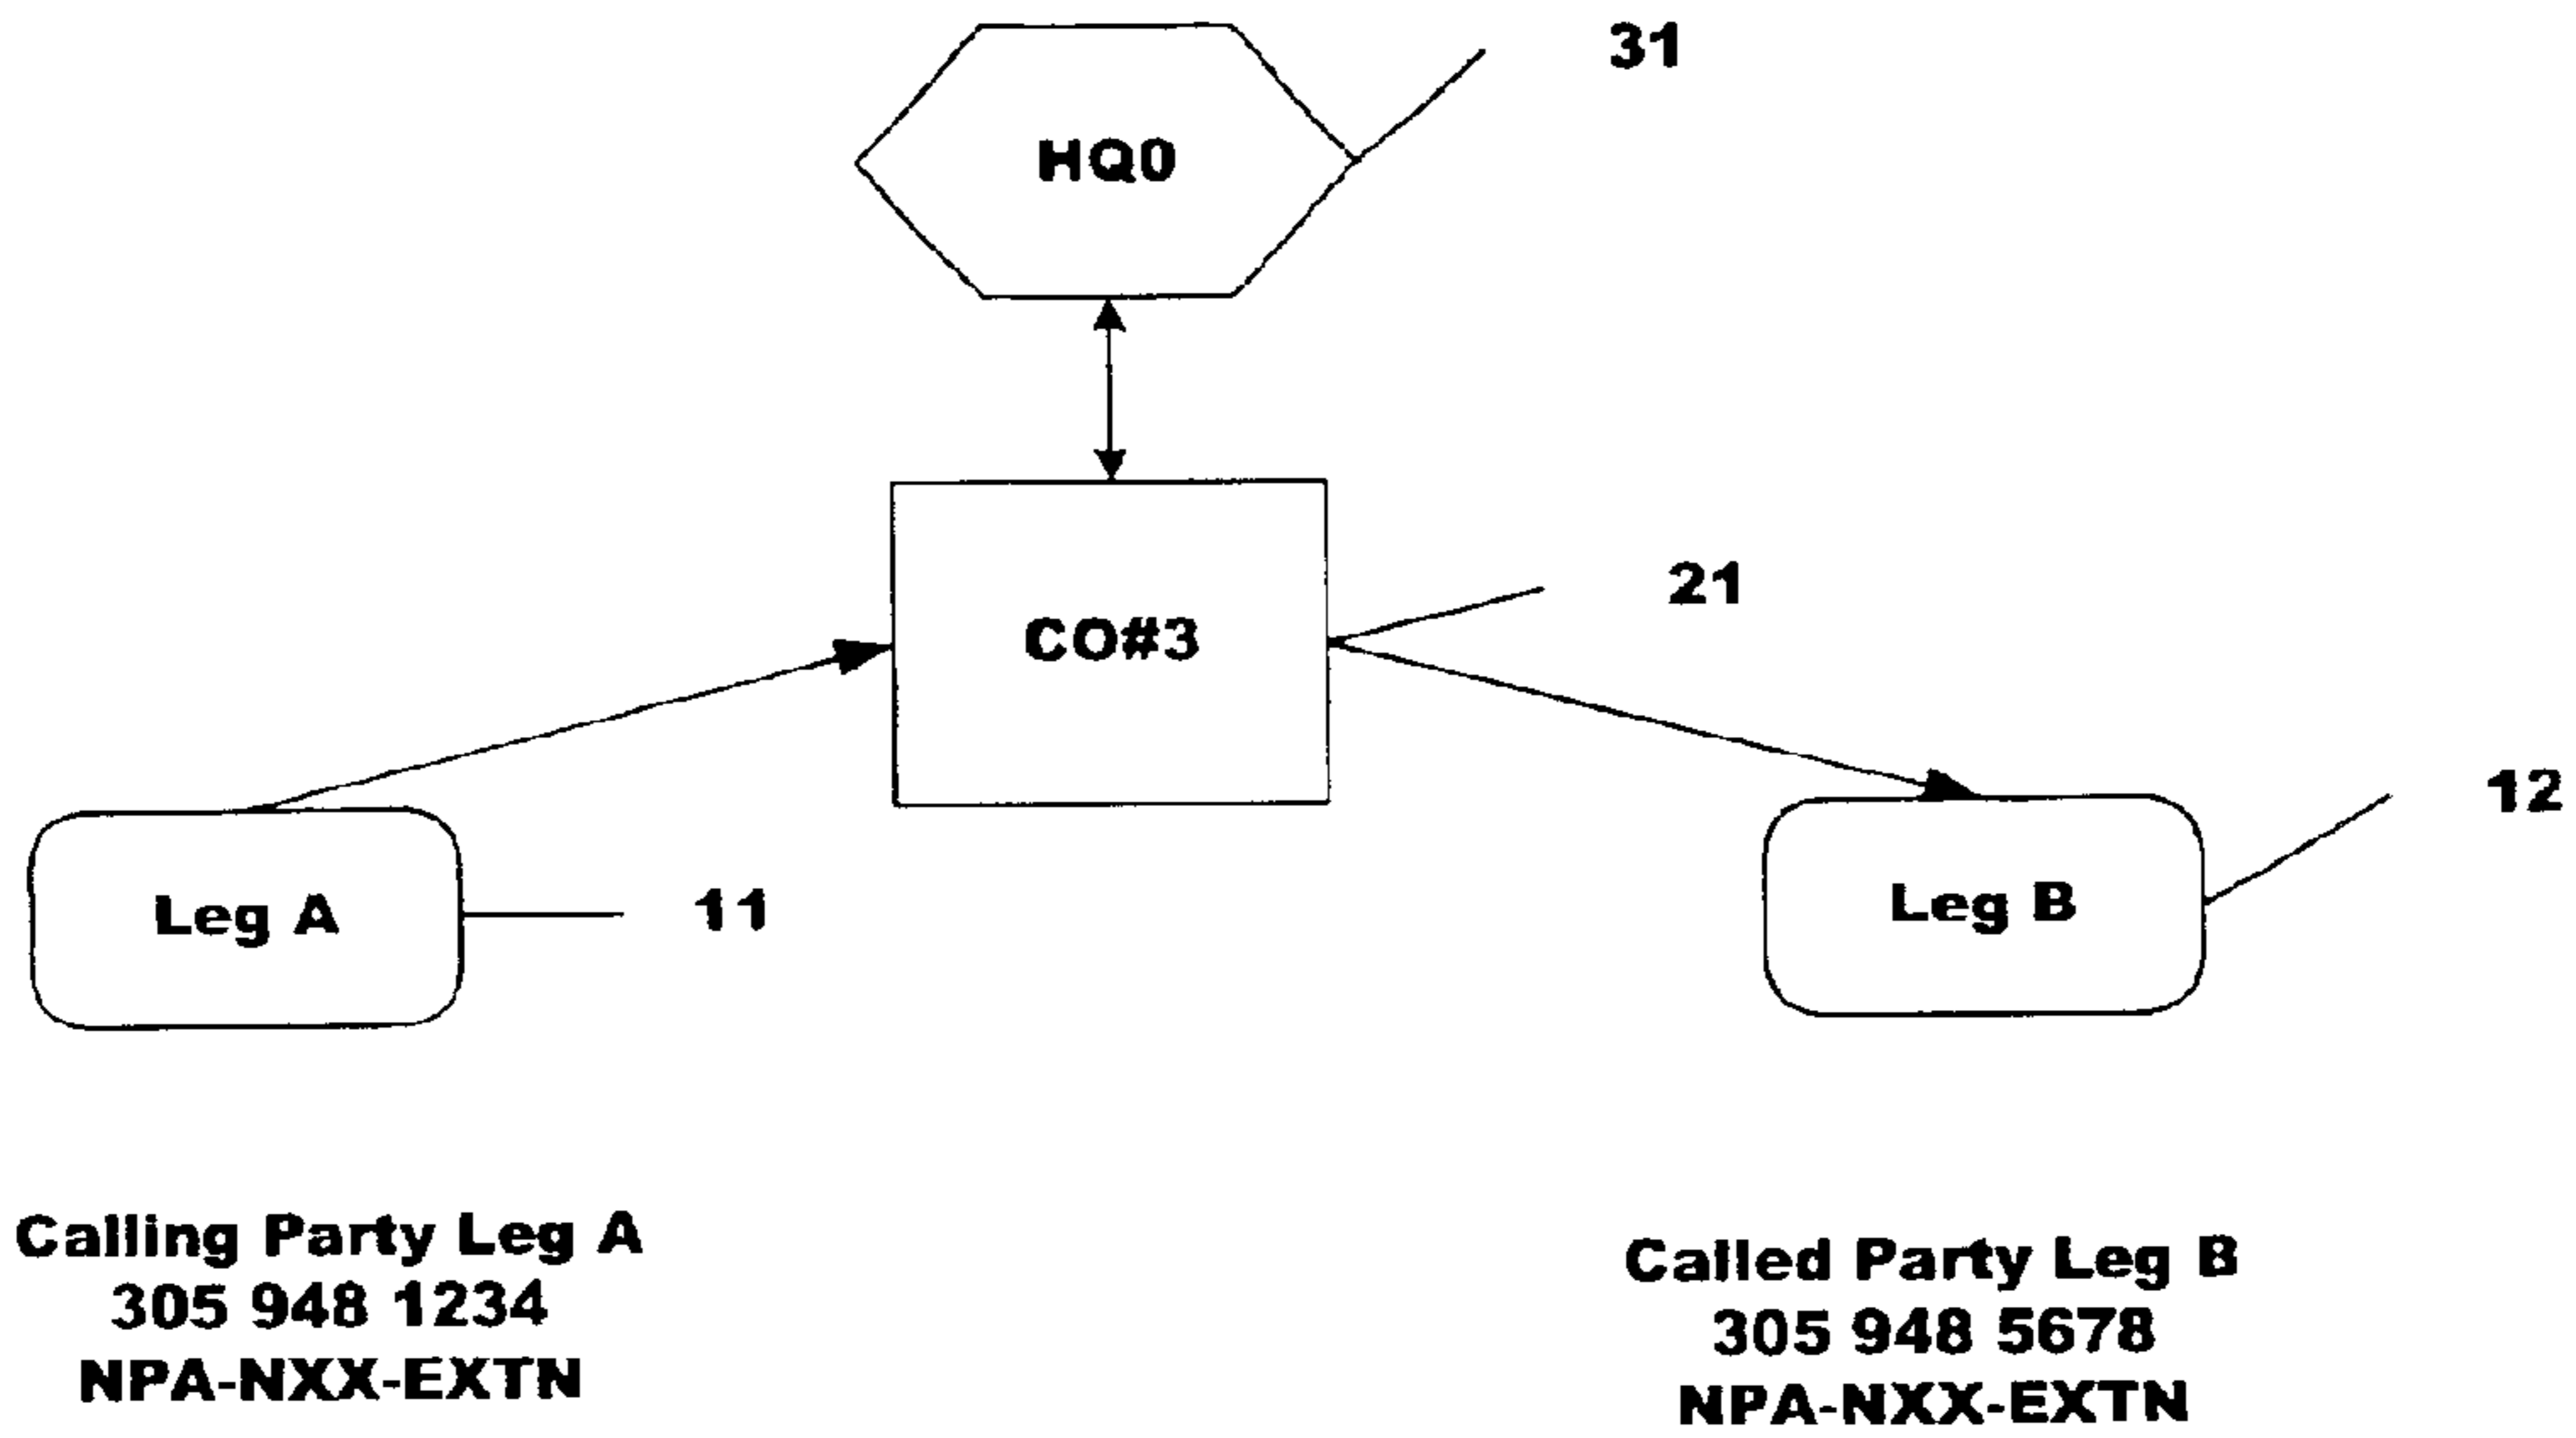 31
HQ0
21
CO#3
12
Leg A
11
Leg B
Calling Party Leg A
305 948 1234
NPA-NXX-EXTN
Called Party Leg B
305 948 5678
NPA-NXX-EXTN